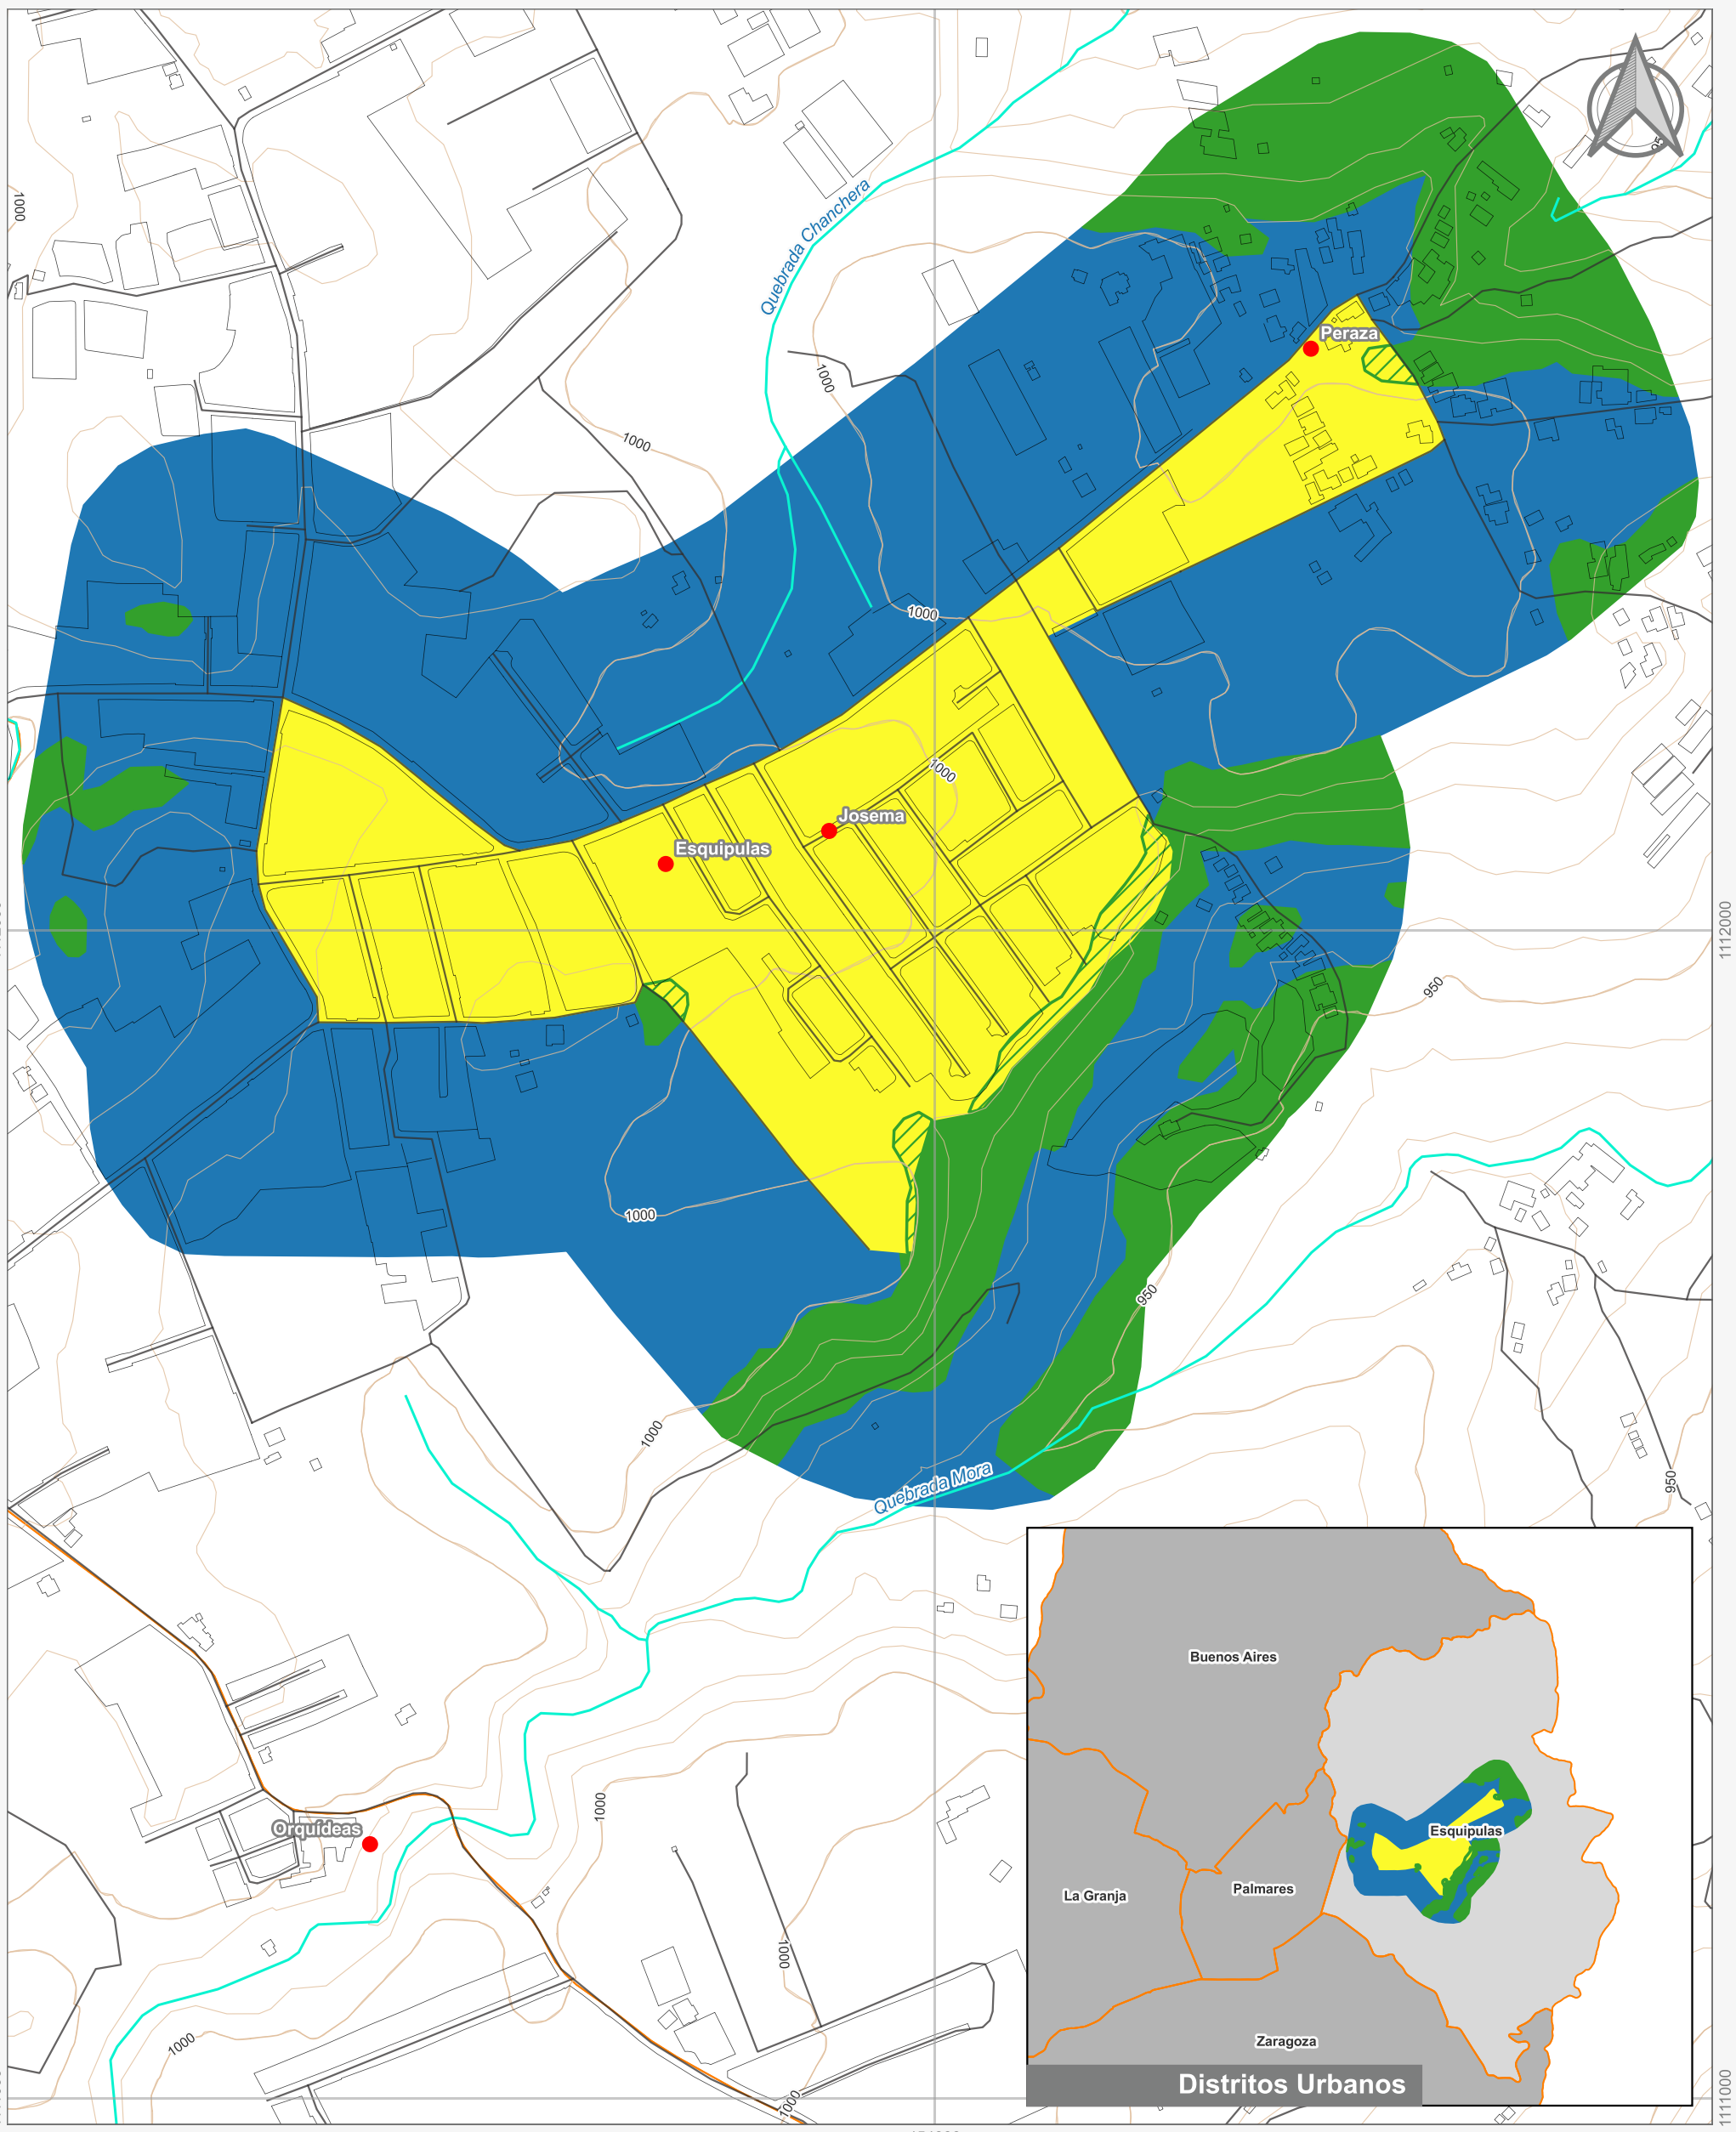 95
1000
Quebrada Chanchera
Peraza
1000
1000
1000
1000
Josema
Esquipulas
1112000
950
1000
950
1000
950
Quebrada Mora
Buenos Aires
1000
Esquipulas
Orquídeas
Palmares
La Granja
1000
Zaragoza
1000
Distritos Urbanos
1000
1111000